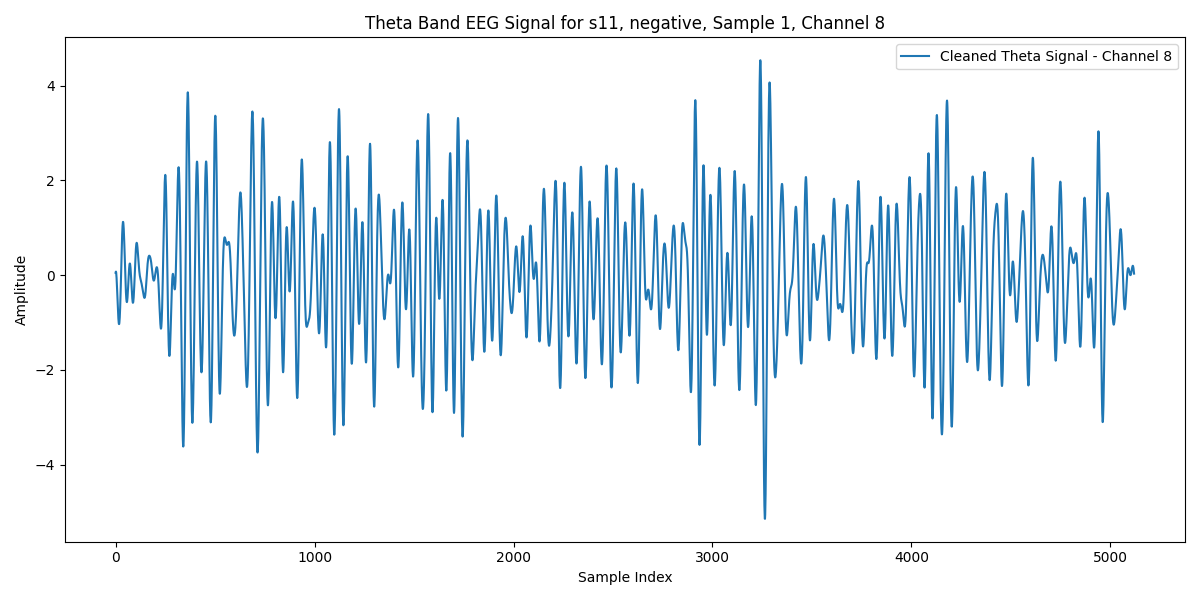 Theta Band EEG Signal for s11, negative, Sample 1, Channel 8
Cleaned Theta Signal - Channel 8
Amplitude
4
2
0
−2
−4
0 1000 2000 3000 4000 5000
Sample Index